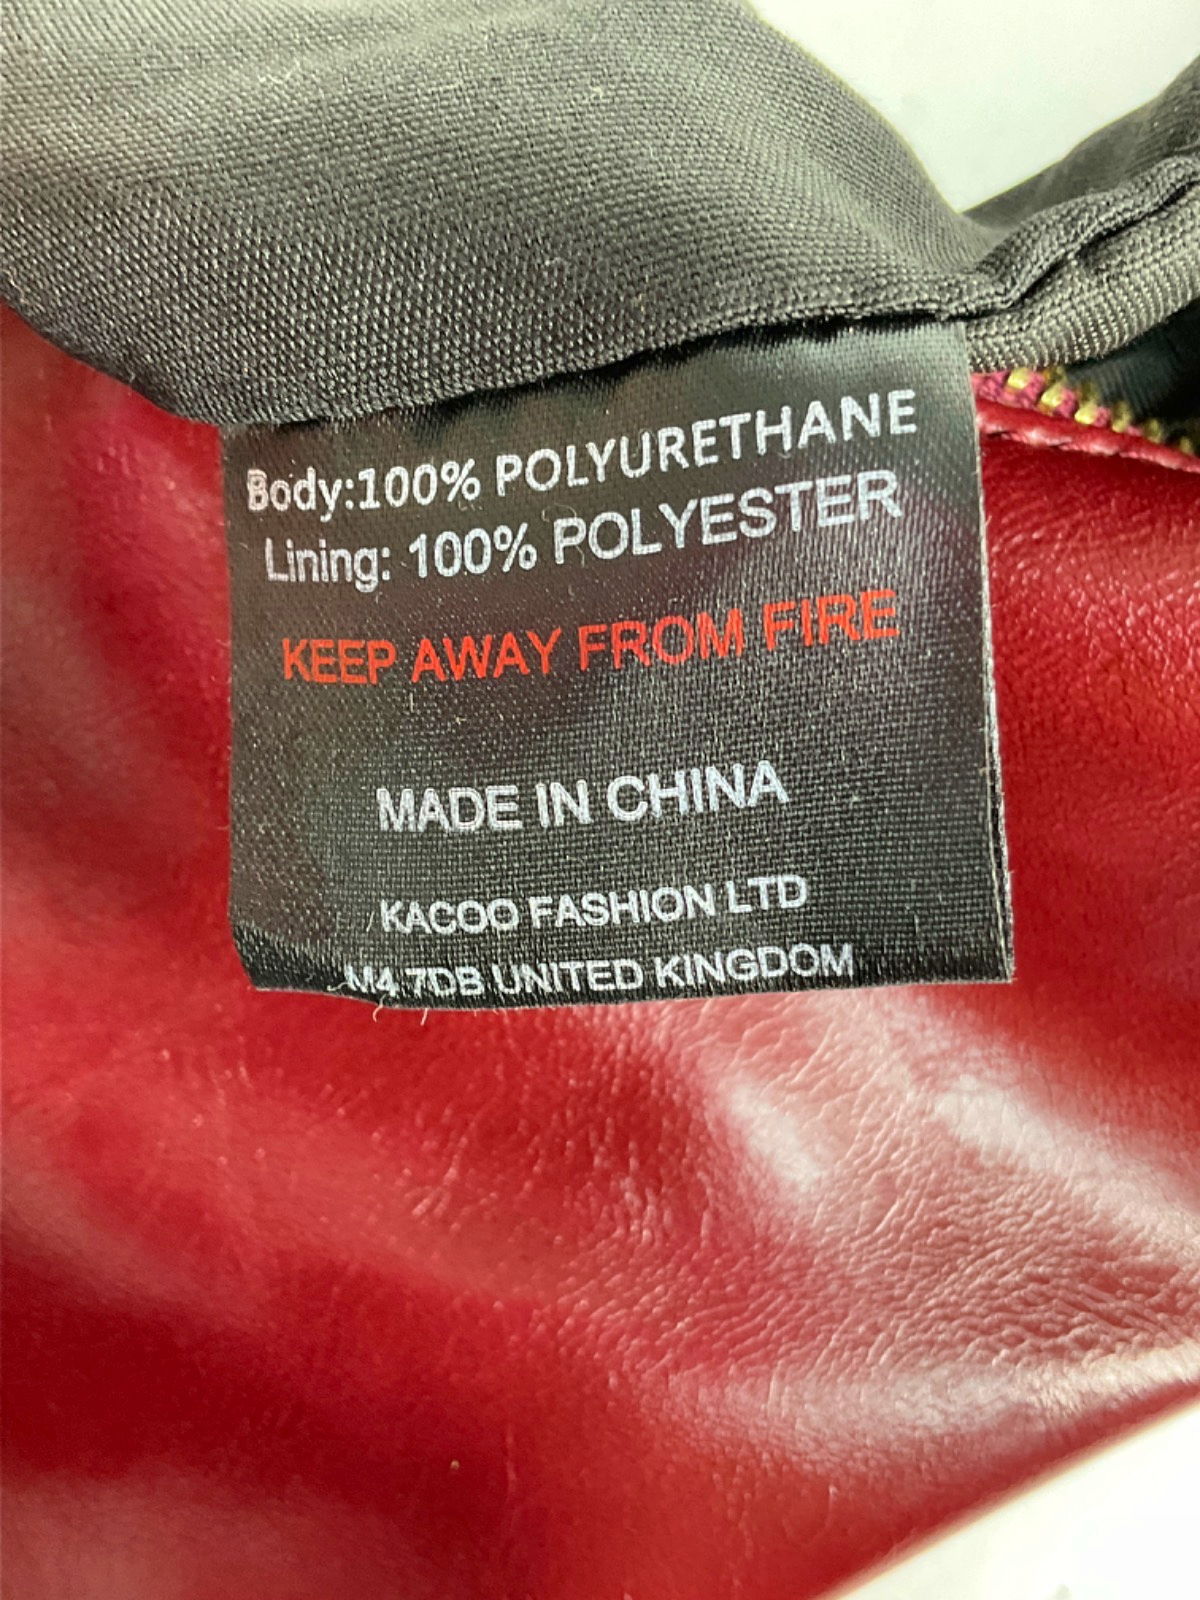 Body:100% POLYURETHANE
Lining: 100% POLYESTER
KEEP AWAY FROM FIRE
MADE IN CHINA
KACOO FASHION LTD
M4 7DB UNITED KINGDOM